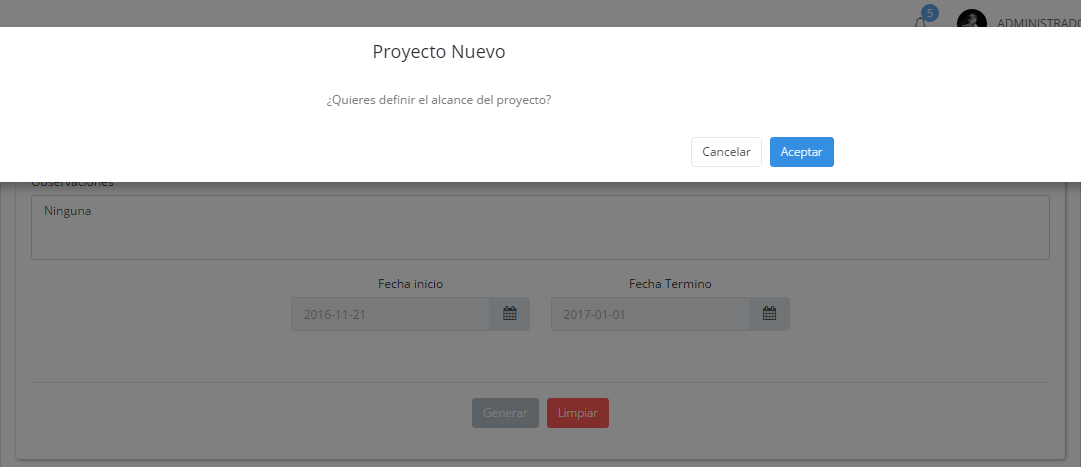 5
ADMINISTRADO
Proyecto Nuevo
¿Quieres definir el alcance del proyecto?
Cancelar Aceptar
Observaciones
Ninguna
Fecha inicio Fecha Termino
2016-11-21 2017-01-01
Generar Limpiar